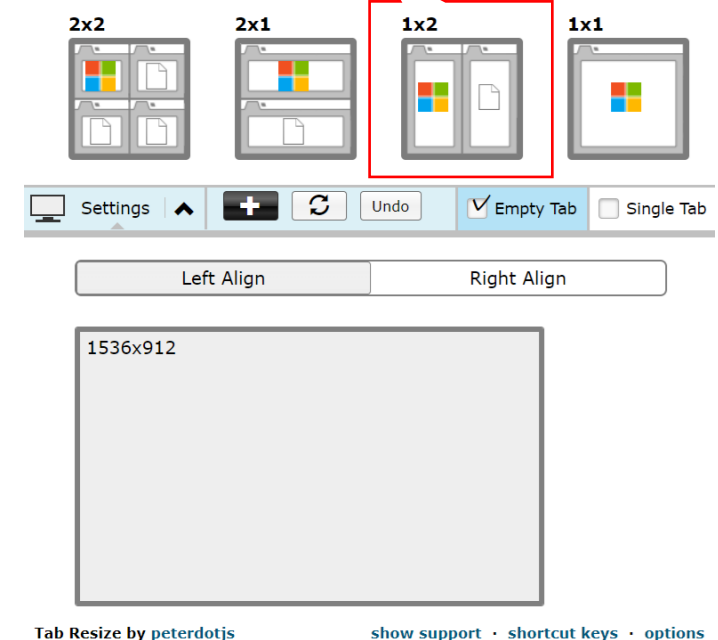 2x2 2x1 1x2 1x1
Settings Undo Empty Tab Single Tab
Left Align Right Align
1536x912
Tab Resize by peterdotjs show support · shortcut keys · options